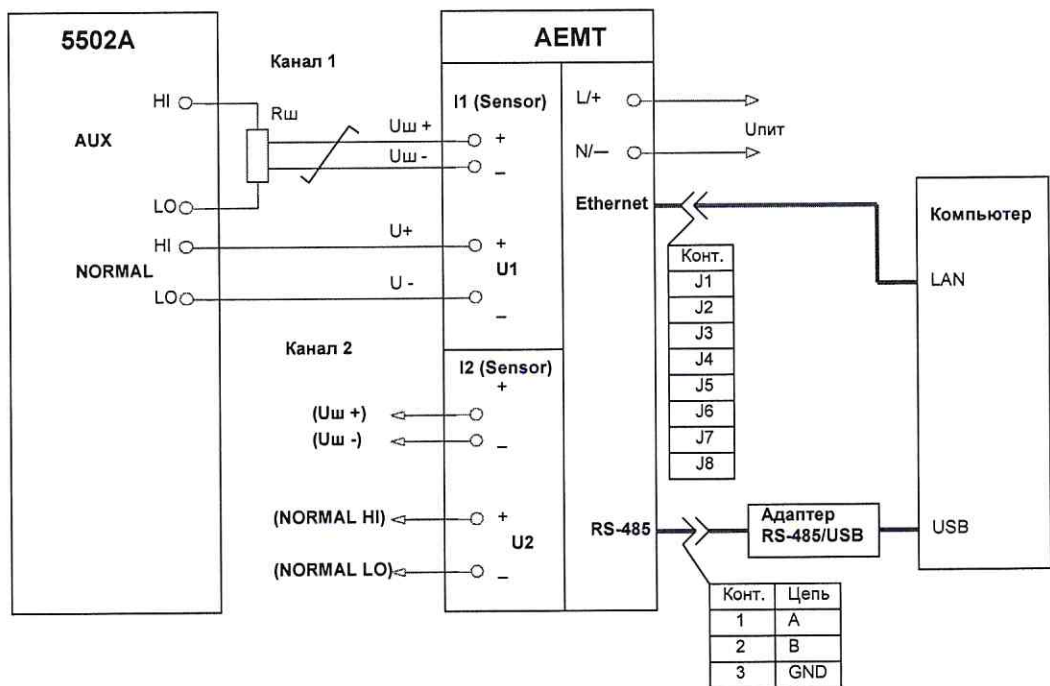 5502A
AEMT
Канал 1
HI
Rш
AUX
Uш +
Uш -
LO
I1 (Sensor)
+
–
L/+
Uпит
N/—
HI
NORMAL
LO
U+
U -
+
U1
–
Ethernet
Компьютер
LAN
Конт.
J1
J2
J3
J4
J5
J6
J7
J8
Канал 2
I2 (Sensor)
+
(Uш +)
(Uш -)
–
(NORMAL HI)
+
U2
(NORMAL LO)
–
RS-485
Адаптер
RS-485/USB
USB
Конт. Цепь
1 A
2 B
3 GND